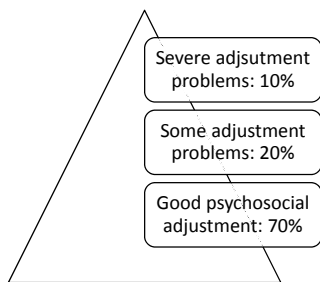 Severe adjsutment
problems: 10%
Some adjustment
problems: 20%
Good psychosocial
adjustment: 70%